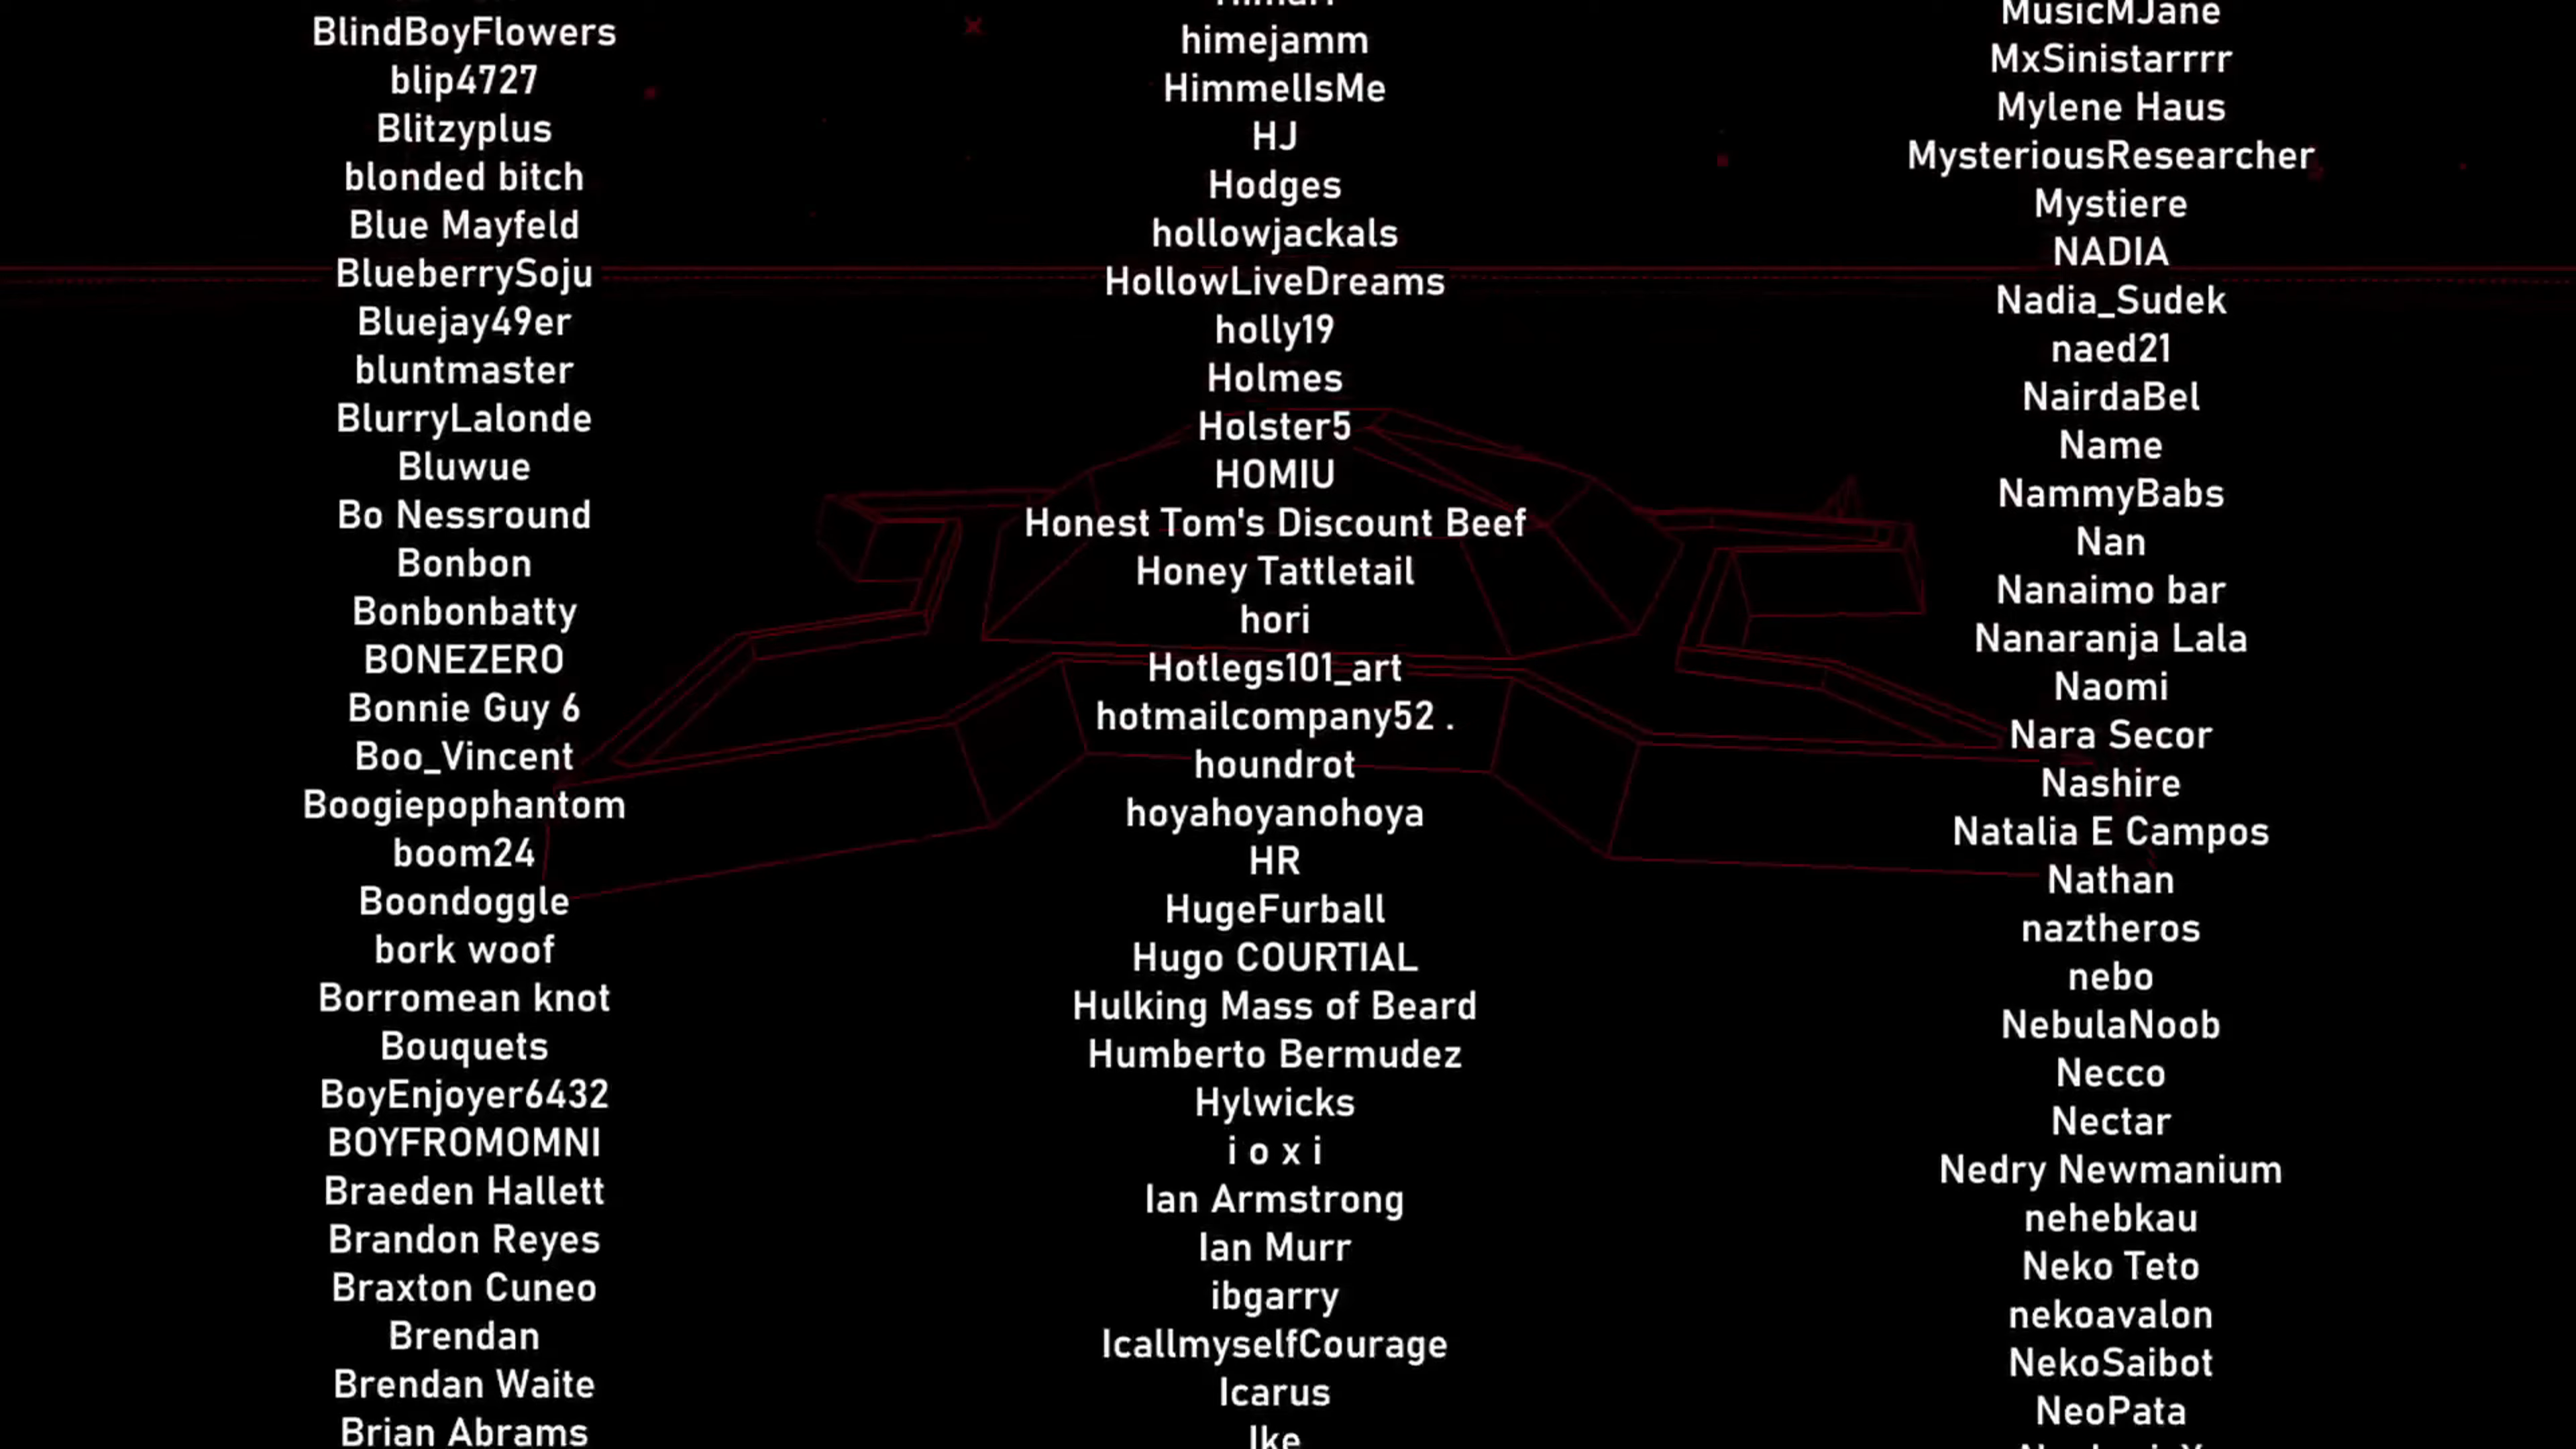 BlindBoyFlowers
blip4727
Blitzyplus
blonded bitch
Blue Mayfeld
BlueberrySoju
Bluejay49er
bluntmaster
BlurryLalonde
Bluwue
Bo Nessround
Bonbon
Bonbonbatty
BONEZERO
Bonnie Guy 6
Boo_Vincent
Boogiepophantom
boom24
Boondoggle
bork woof
Borromean knot
Bouquets
BoyEnjoyer6432
BOYFROMOMNI
Braeden Hallett
Brandon Reyes
Braxton Cuneo
Brendan
Brendan Waite
Brian Abrams
himejamm
HimmelIsMe
HJ
Hodges
hollowjackals
HollowLiveDreams
holly19
Holmes
Holster5
HOMIU
Honest Tom's Discount Beef
Honey Tattletail
hori
Hotlegs101_art
hotmailcompany52 .
houndrot
hoyahoyanohoya
HR
HugeFurball
Hugo COURTIAL
Hulking Mass of Beard
Humberto Bermudez
Hylwicks
i o x i
Ian Armstrong
Ian Murr
ibgarry
IcallmyselfCourage
Icarus
Ike
MusicMJane
MxSinistarrrr
Mylene Haus
MysteriousResearcher
Mystiere
NADIA
Nadia_Sudek
naed21
NairdaBel
Name
NammyBabs
Nan
Nanaimo bar
Nanaranja Lala
Naomi
Nara Secor
Nashire
Natalia E Campos
Nathan
naztheros
nebo
NebulaNoob
Necco
Nectar
Nedry Newmanium
nehebkau
Neko Teto
nekoavalon
NekoSaibot
NeoPata